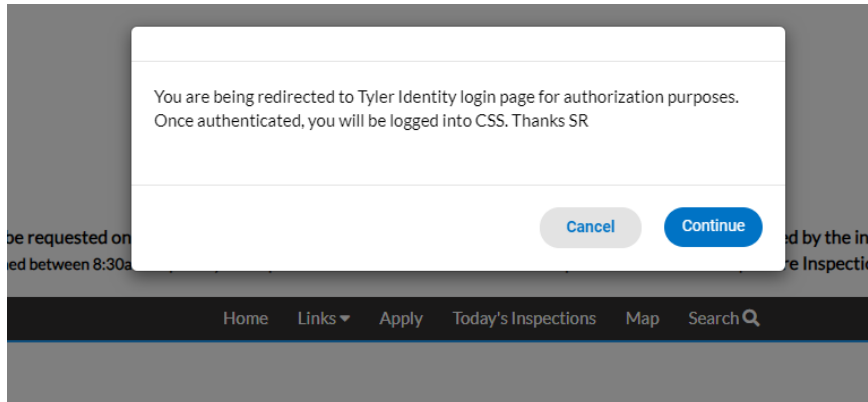 You are being redirected to Tyler Identity login page for authorization purposes.
Once authenticated, you will be logged into CSS. Thanks SR
Cancel
Continue
be requested on
ed by the in
ned between 8:30a
re Inspectio
Home Links Apply Today's Inspections Map Search